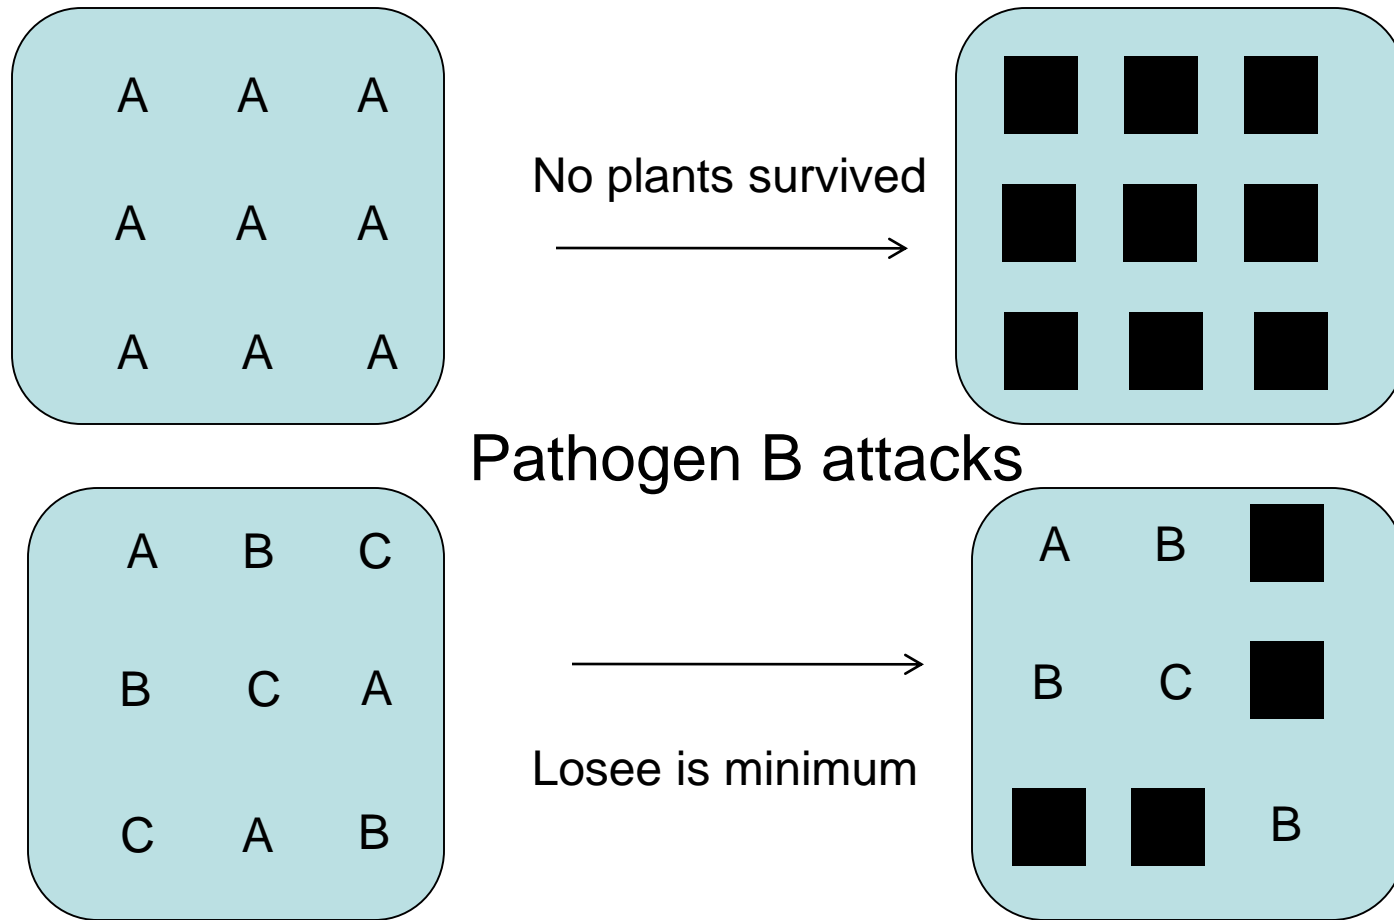 A A A
A A A
A A A
No plants survived
Pathogen B attacks
A B C
B C A
C A B
Losee is minimum
A B
B C
B